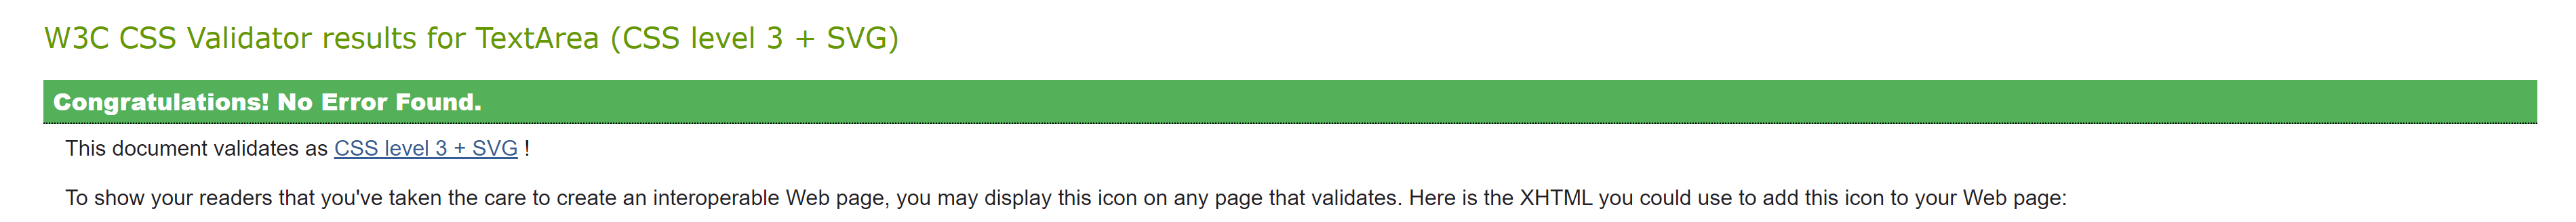 W3C CSS Validator results for TextArea (CSS level 3 + SVG)
Congratulations! No Error Found.
This document validates as CSS level 3 + SVG !
To show your readers that you've taken the care to create an interoperable Web page, you may display this icon on any page that validates. Here is the XHTML you could use to add this icon to your Web page: